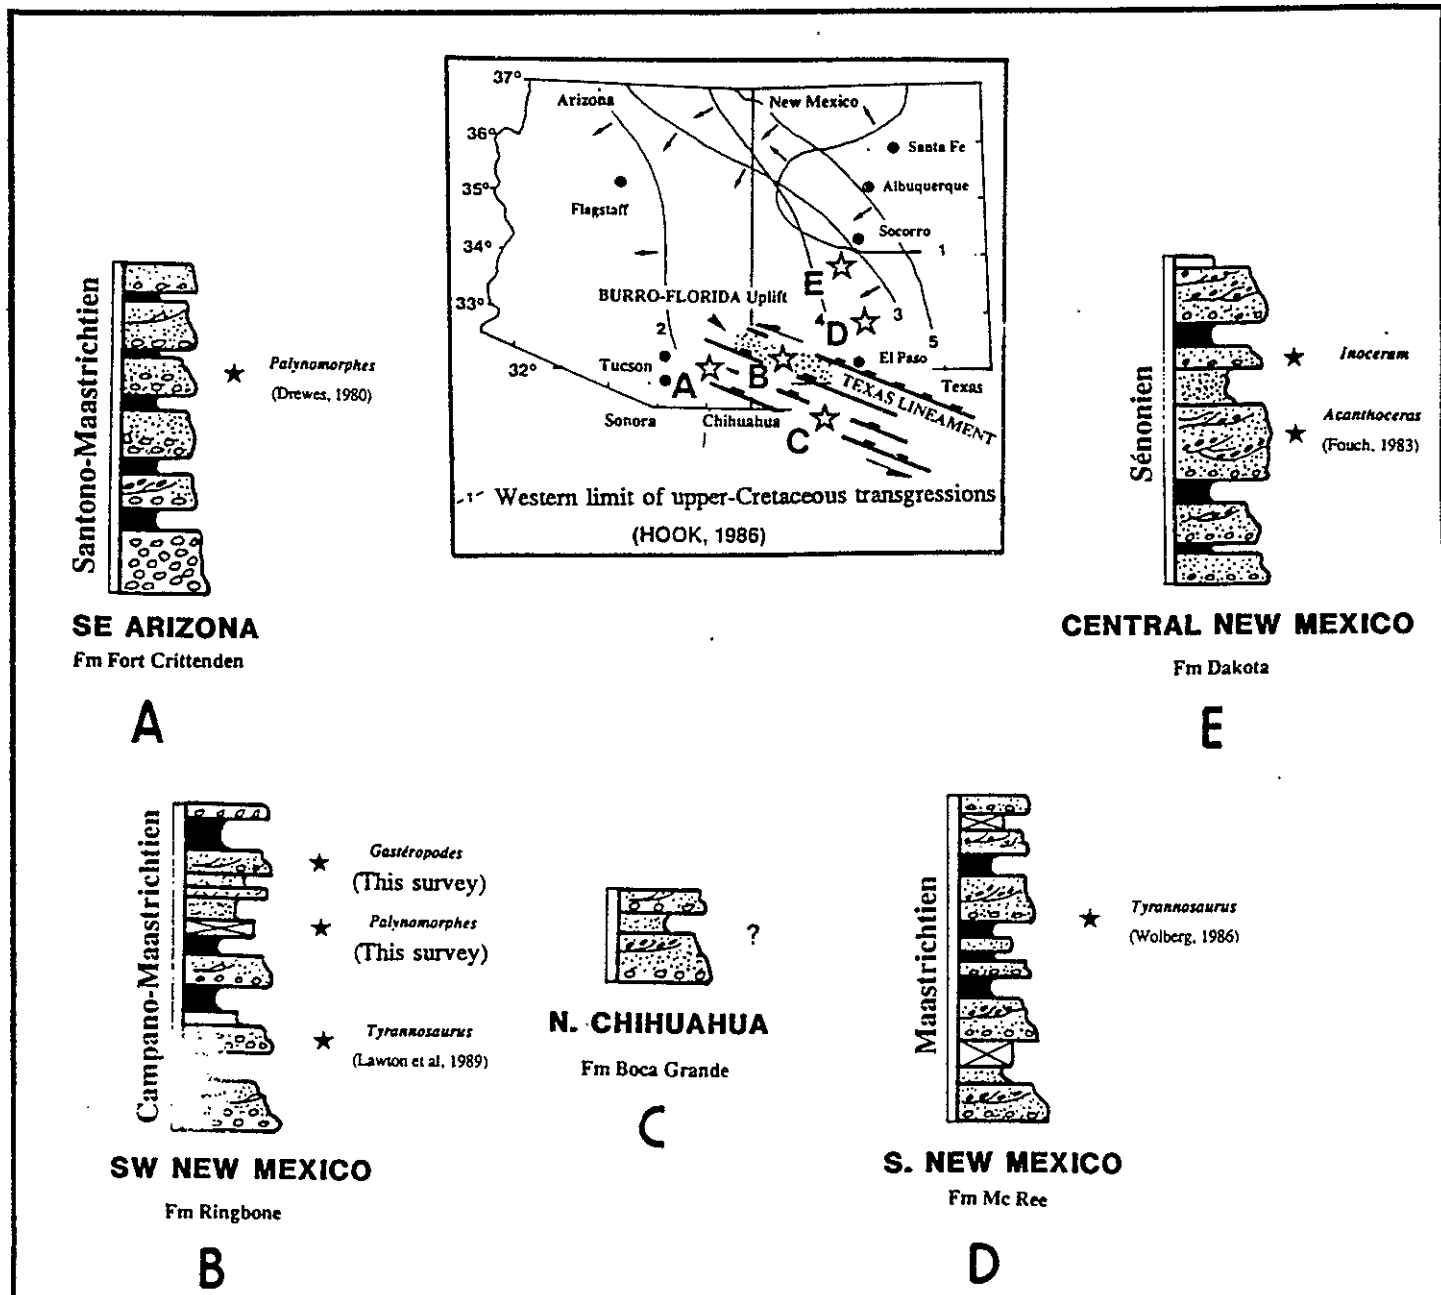 37°
Arizona
New Mexico
36°
Santa Fe
35°
Albuquerque
Flagstaff
Socorro
34°
1
E
BURRO-FLORIDA Uplift
33°
2
4
D
3
5
El Paso
Tucson
32°
A
B
Texas
TEXAS LINEAMENT
Sonora
Chihuahua
C
1
Western limit of upper-Cretaceous transgressions
(HOOK, 1986)
Santono-Maastrichtien
Palynomorphes
(Drewes, 1980)
SE ARIZONA
Fm Fort Crittenden
A
Sénonien
Inoceram
Acanthoceras
(Fouch, 1983)
CENTRAL NEW MEXICO
Fm Dakota
E
Campano-Maastrichtien
Gastéropodes
(This survey)
Palynomorphes
(This survey)
Tyrannosaurus
(Lawton et al, 1989)
SW NEW MEXICO
Fm Ringbone
B
?
N. CHIHUAHUA
Fm Boca Grande
C
Maastrichtien
Tyrannosaurus
(Wolberg, 1986)
S. NEW MEXICO
Fm Mc Ree
D